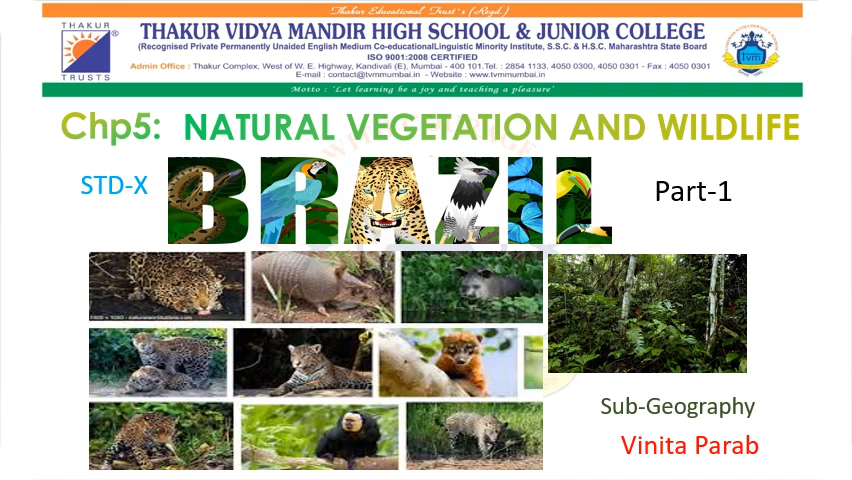 Thakur Educational Trust's (Regd.)
THAKUR
TRUSTS
®
THAKUR VIDYA MANDIR HIGH SCHOOL & JUNIOR COLLEGE
(Recognised Private Permanently Unaided English Medium Co-educationalLinguistic Minority Institute, S.S.C. & H.S.C. Maharashtra State Board
ISO 9001:2008 CERTIFIED
Admin Office : Thakur Complex, West of W. E. Highway, Kandivali (E), Mumbai - 400 101.Tel. : 2854 1133, 4050 0300, 4050 0301 - Fax : 4050 0301
E-mail : contact@tvmmumbai.in - Website : www.tvmmumbai.in
tvm
Motto : 'Let learning be a joy and teaching a pleasure'
Chp5: NATURAL VEGETATION AND WILDLIFE
STD-X
BRAZIL
Part-1
Sub-Geography
Vinita Parab